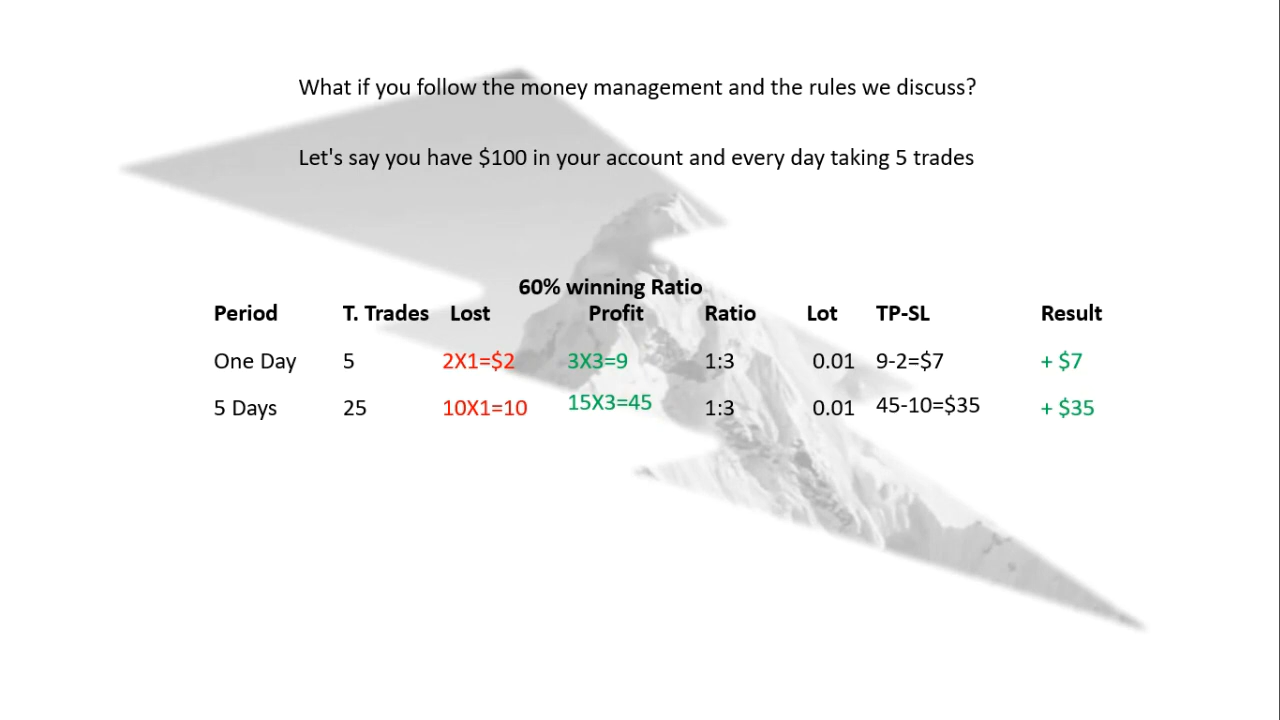 What if you follow the money management and the rules we discuss?
Let's say you have $100 in your account and every day taking 5 trades
60% winning Ratio
Period T. Trades Lost Profit Ratio Lot TP-SL Result
One Day 5 2X1=$2 3X3=9 1:3 0.01 9-2=$7 + $7
5 Days 25 10X1=10 15X3=45 1:3 0.01 45-10=$35 + $35